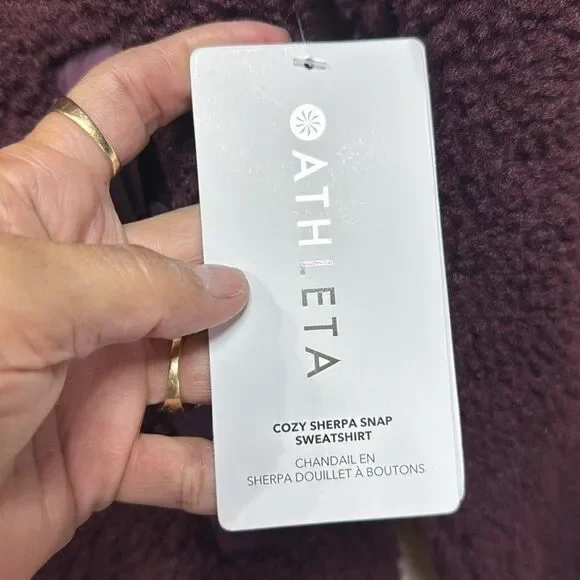 ATHLETA
COZY SHERPA SNAP
SWEATSHIRT
CHANDAIL EN
SHERPA DOUILLET À BOUTONS